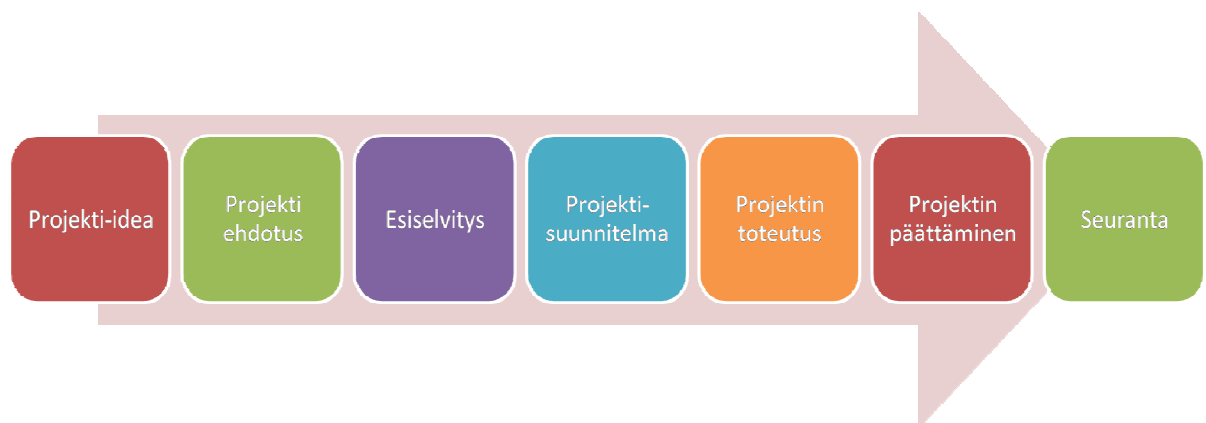 Projekti-idea
Projekti
ehdotus
Esiselvitys
Projekti-
suunnitelma
Projektin
toteutus
Projektin
päättäminen
Seuranta